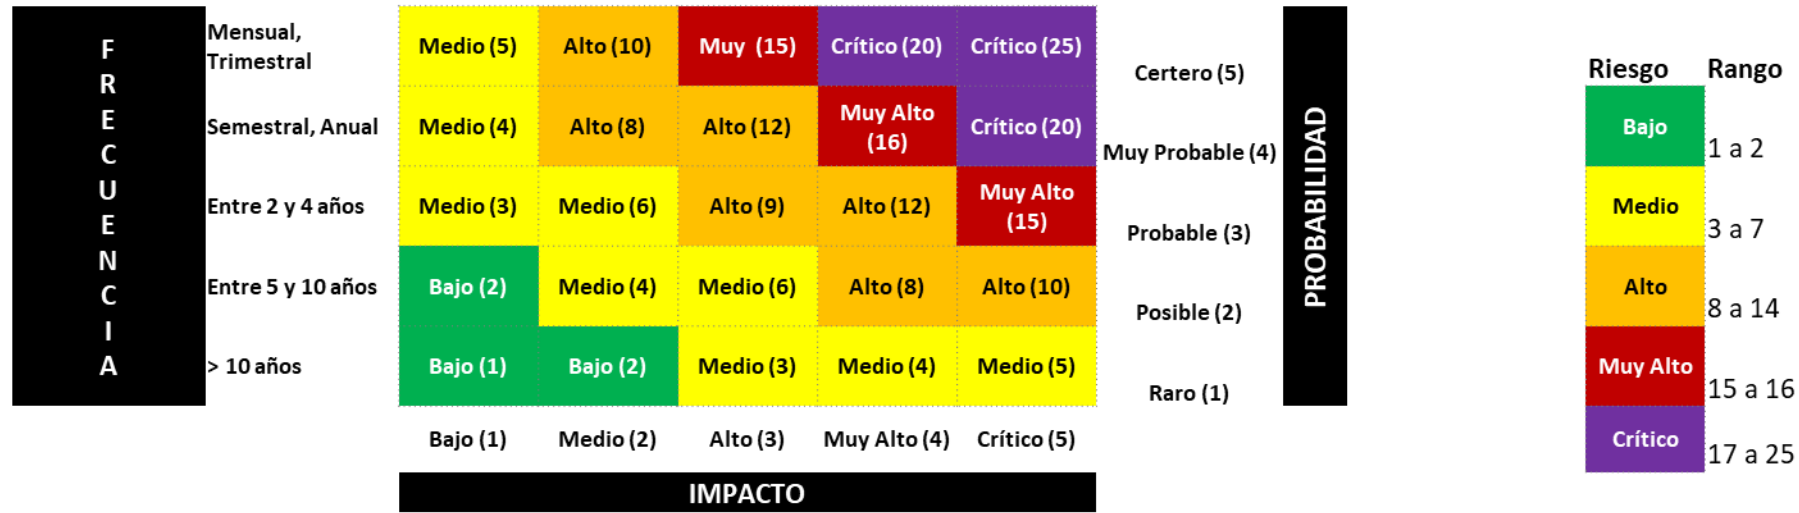 FRECUENCIA
Mensual,
Trimestral
Medio (5)
Alto (10)
Muy (15)
Crítico (20)
Crítico (25)
Certero (5)
Semestral, Anual
Medio (4)
Alto (8)
Alto (12)
Muy Alto
(16)
Crítico (20)
Muy Probable (4)
Entre 2 y 4 años
Medio (3)
Medio (6)
Alto (9)
Alto (12)
Muy Alto
(15)
Probable (3)
Entre 5 y 10 años
Bajo (2)
Medio (4)
Medio (6)
Alto (8)
Alto (10)
Posible (2)
> 10 años
Bajo (1)
Bajo (2)
Medio (3)
Medio (4)
Medio (5)
Raro (1)
PROBABILIDAD
Bajo (1)
Medio (2)
Alto (3)
Muy Alto (4)
Crítico (5)
IMPACTO
Riesgo Rango
Bajo
1 a 2
Medio
3 a 7
Alto
8 a 14
Muy Alto
15 a 16
Crítico
17 a 25